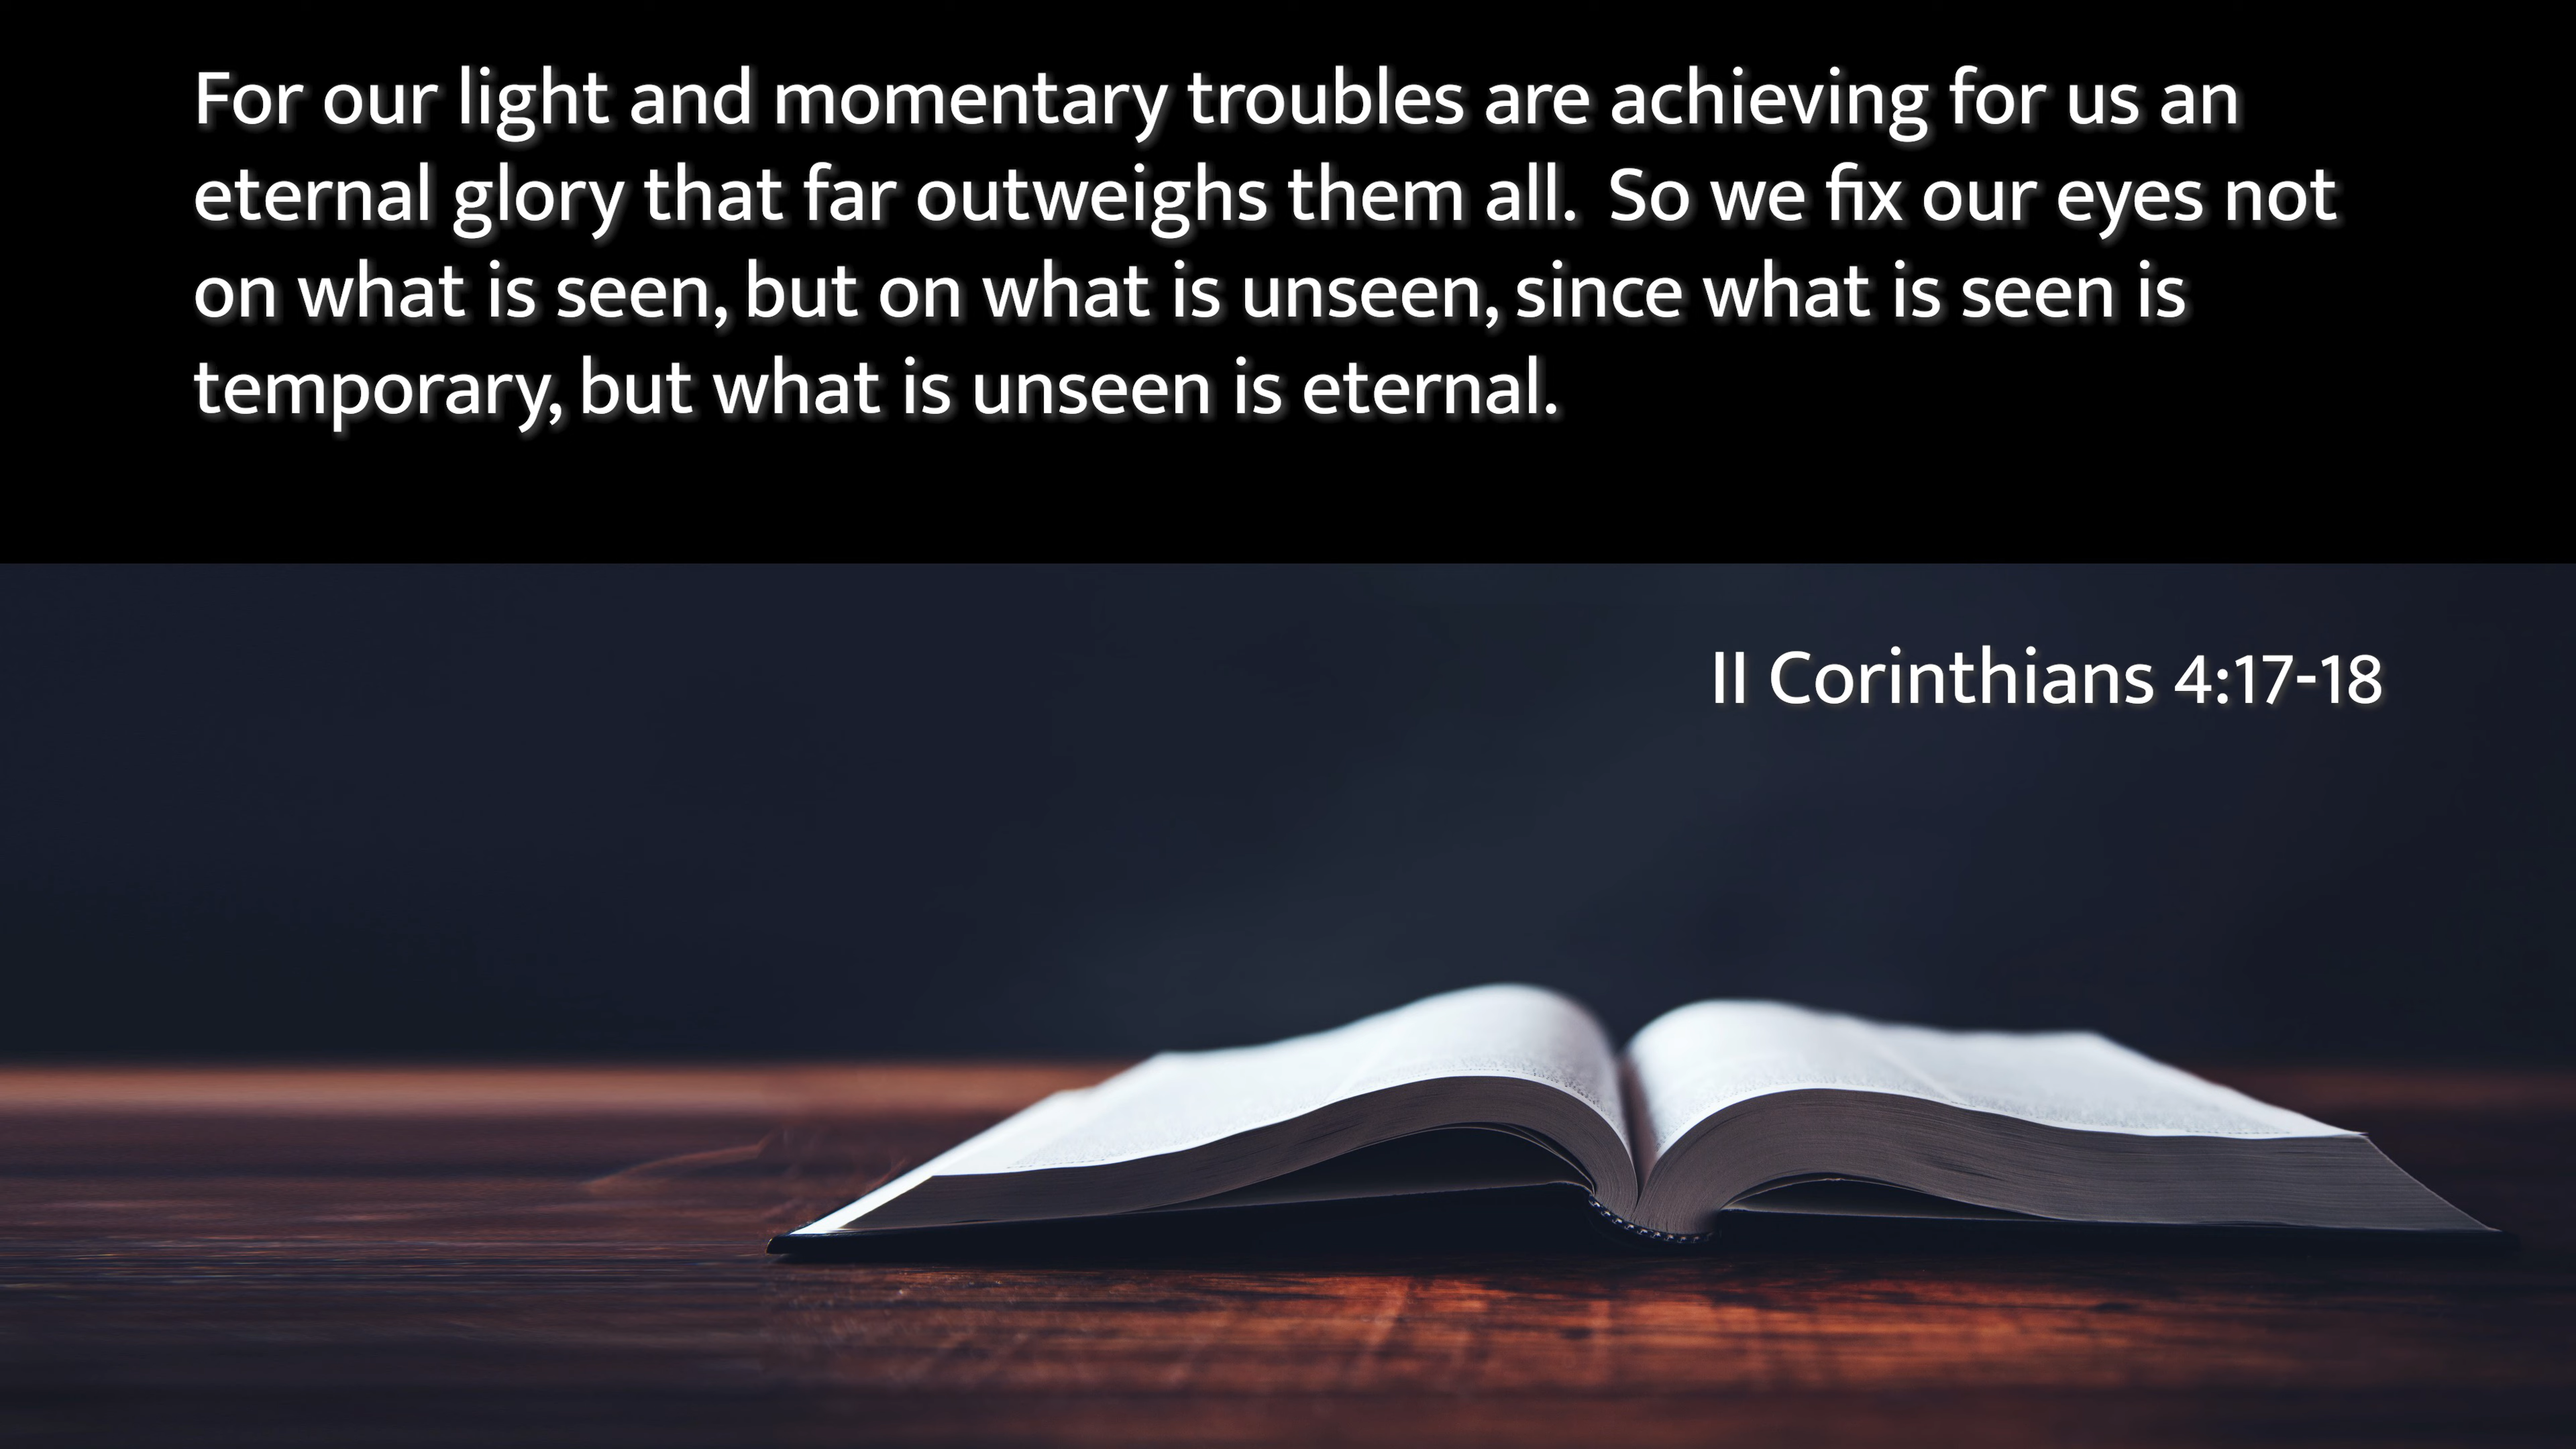 For our light and momentary troubles are achieving for us an
eternal glory that far outweighs them all.  So we fix our eyes not
on what is seen, but on what is unseen, since what is seen is
temporary, but what is unseen is eternal.
II Corinthians 4:17-18